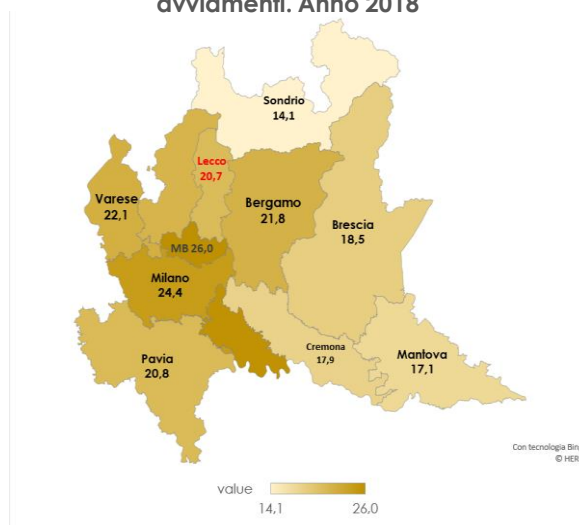 avviamenti. Anno 2018
Sondrio
14,1
Lecco
20,7
Varese
22,1
Bergamo
21,8
Brescia
18,5
MB 26,0
Milano
24,4
Cremona
17,9
Mantova
17,1
Pavia
20,8
Con tecnologia Bin
© HER
value
14,1
26,0